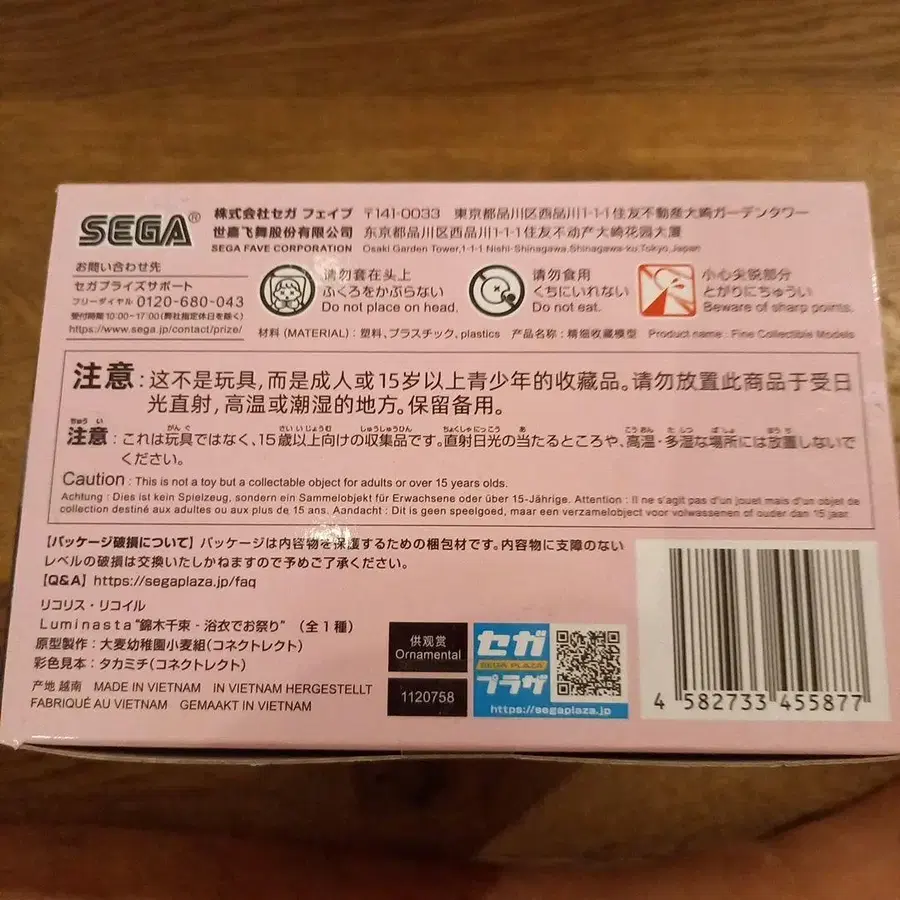 SEGA®
株式会社セガ フェイブ 〒141-0033 東京都品川区西品川1-1-1住友不動産大崎ガーデンタワー
世嘉飞舞股份有限公司 东京都品川区西品川1-1-1住友不动产大崎花园大厦
SEGA FAVE CORPORATION Osaki Garden Tower,1-1-1 Nishi-Shinagawa,Shinagawa-ku,Tokyo,Japan
お問い合わせ先
セガプライズサポート
フリーダイヤル 0120-680-043
受付時間 10:00~17:00(弊社指定休日を除く)
https://www.sega.jp/contact/prize/
请勿套在头上
ふくろをかぶらない
Do not place on head.
请勿食用
くちにいれない
Do not eat.
小心尖锐部分
とがりにちゅうい
Beware of sharp points.
材料 (MATERIAL) : 塑料、プラスチック、plastics 产品名称 : 精细收藏模型 Product name : Fine Collectible Models
注意 : 这不是玩具,而是成人或15岁以上青少年的收藏品。请勿放置此商品于受日
光直射,高温或潮湿的地方。保留备用。
注意 : これは玩具ではなく、15歳以上向けの収集品です。直射日光の当たるところや、高温・多湿な場所には放置しないで
ください。
Caution : This is not a toy but a collectable object for adults or over 15 years olds.
Achtung : Dies ist kein Spielzeug, sondern ein Sammelobjekt für Erwachsene oder über 15-Jährige. Attention : Il ne s'agit pas d'un jouet mais d'un objet de
collection destiné aux adultes ou aux plus de 15 ans. Aandacht : Dit is geen speelgoed, maar een verzamelobject voor volwassenen of ouder dan 15 jaar.
【パッケージ破損について】パッケージは内容物を保護するための梱包材です。内容物に支障のない
レベルの破損は交換いたしかねますので予めご了承ください。
【Q&A】https://segaplaza.jp/faq
リコリス・リコイル
Luminasta“錦木千束 - 浴衣でお祭り” (全1種)
原型製作 : 大麦幼稚園小麦組(コネクトレクト)
彩色見本 : タカミチ(コネクトレクト)
产地 越南 MADE IN VIETNAM IN VIETNAM HERGESTELLT
FABRIQUÉ AU VIETNAM GEMAAKT IN VIETNAM
供观赏
Ornamental
1120758
セガ
SEGA PLAZA
プラザ
https://segaplaza.jp
4 582733 455877